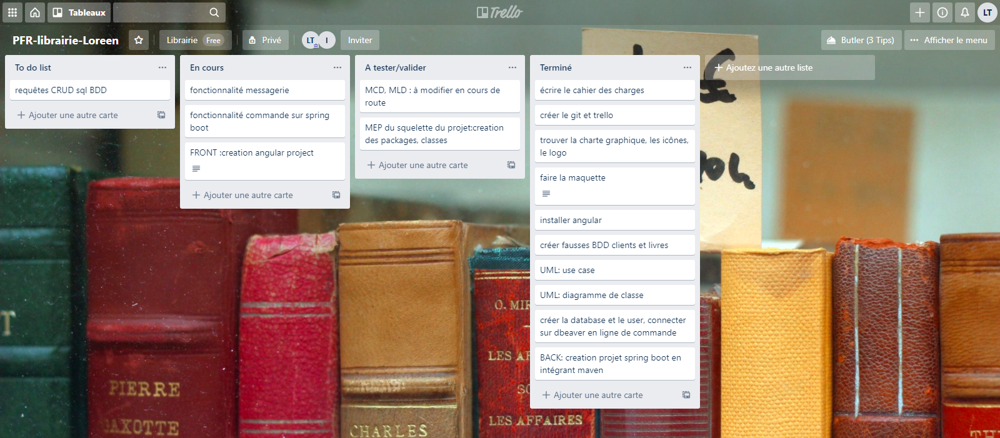 Tableaux
Trello
LT
PFR-librairie-Loreen
Librairie Free
Privé
LT
I
Inviter
Butler (3 Tips)
Afficher le menu
To do list
requêtes CRUD sql BDD
Ajouter une autre carte
En cours
fonctionnalité messagerie
fonctionnalité commande sur spring
boot
FRONT :creation angular project
Ajouter une autre carte
A tester/valider
MCD, MLD : à modifier en cours de
route
MEP du squelette du projet:creation
des packages, classes
Ajouter une autre carte
Terminé
écrire le cahier des charges
créer le git et trello
trouver la charte graphique, les icônes,
le logo
faire la maquette
installer angular
créer fausses BDD clients et livres
UML: use case
UML: diagramme de classe
créer la database et le user, connecter
sur dbeaver en ligne de commande
BACK: creation projet spring boot en
intégrant maven
Ajouter une autre carte
Ajoutez une autre liste
PIERRE
CHARLES
O.
LES
LES AFFAIRES